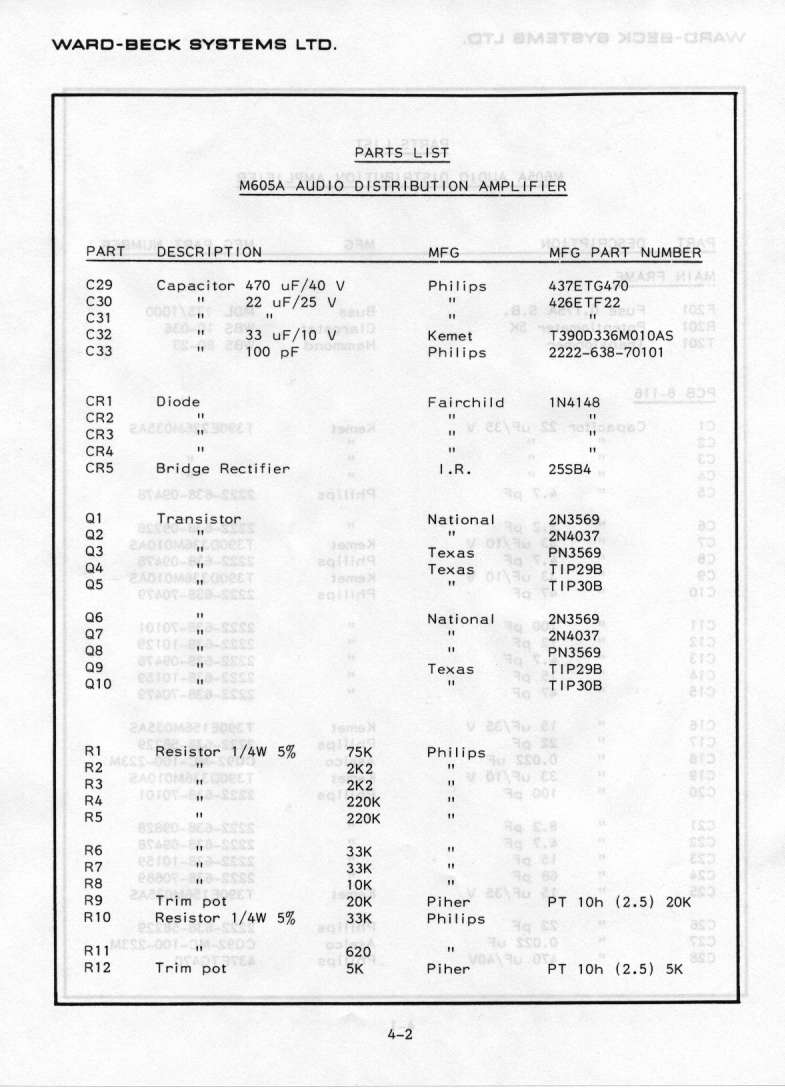 WARD-BECK SYSTEMS LTD.
PARTS LIST
M605A AUDIO DISTRIBUTION AMPLIFIER
PART DESCRIPTION MFG MFG PART NUMBER
C29 Capacitor 470 uF/40 V Philips 437ETG470
C30 " 22 uF/25 V " 426ETF22
C31 " " " "
C32 " 33 uF/10 V Kemet T390D336M010AS
C33 " 100 pF Philips 2222-638-70101
CR1 Diode Fairchild 1N4148
CR2 " " "
CR3 " " "
CR4 " " "
CR5 Bridge Rectifier I.R. 25SB4
Q1 Transistor National 2N3569
Q2 " " 2N4037
Q3 " Texas PN3569
Q4 " Texas TIP29B
Q5 " " TIP30B
Q6 " National 2N3569
Q7 " " 2N4037
Q8 " " PN3569
Q9 " Texas TIP29B
Q10 " " TIP30B
R1 Resistor 1/4W 5% 75K Philips
R2 " 2K2 "
R3 " 2K2 "
R4 " 220K "
R5 " 220K "
R6 " 33K "
R7 " 33K "
R8 " 10K "
R9 Trim pot 20K Piher PT 10h (2.5) 20K
R10 Resistor 1/4W 5% 33K Philips
R11 " 620 "
R12 Trim pot 5K Piher PT 10h (2.5) 5K
4-2